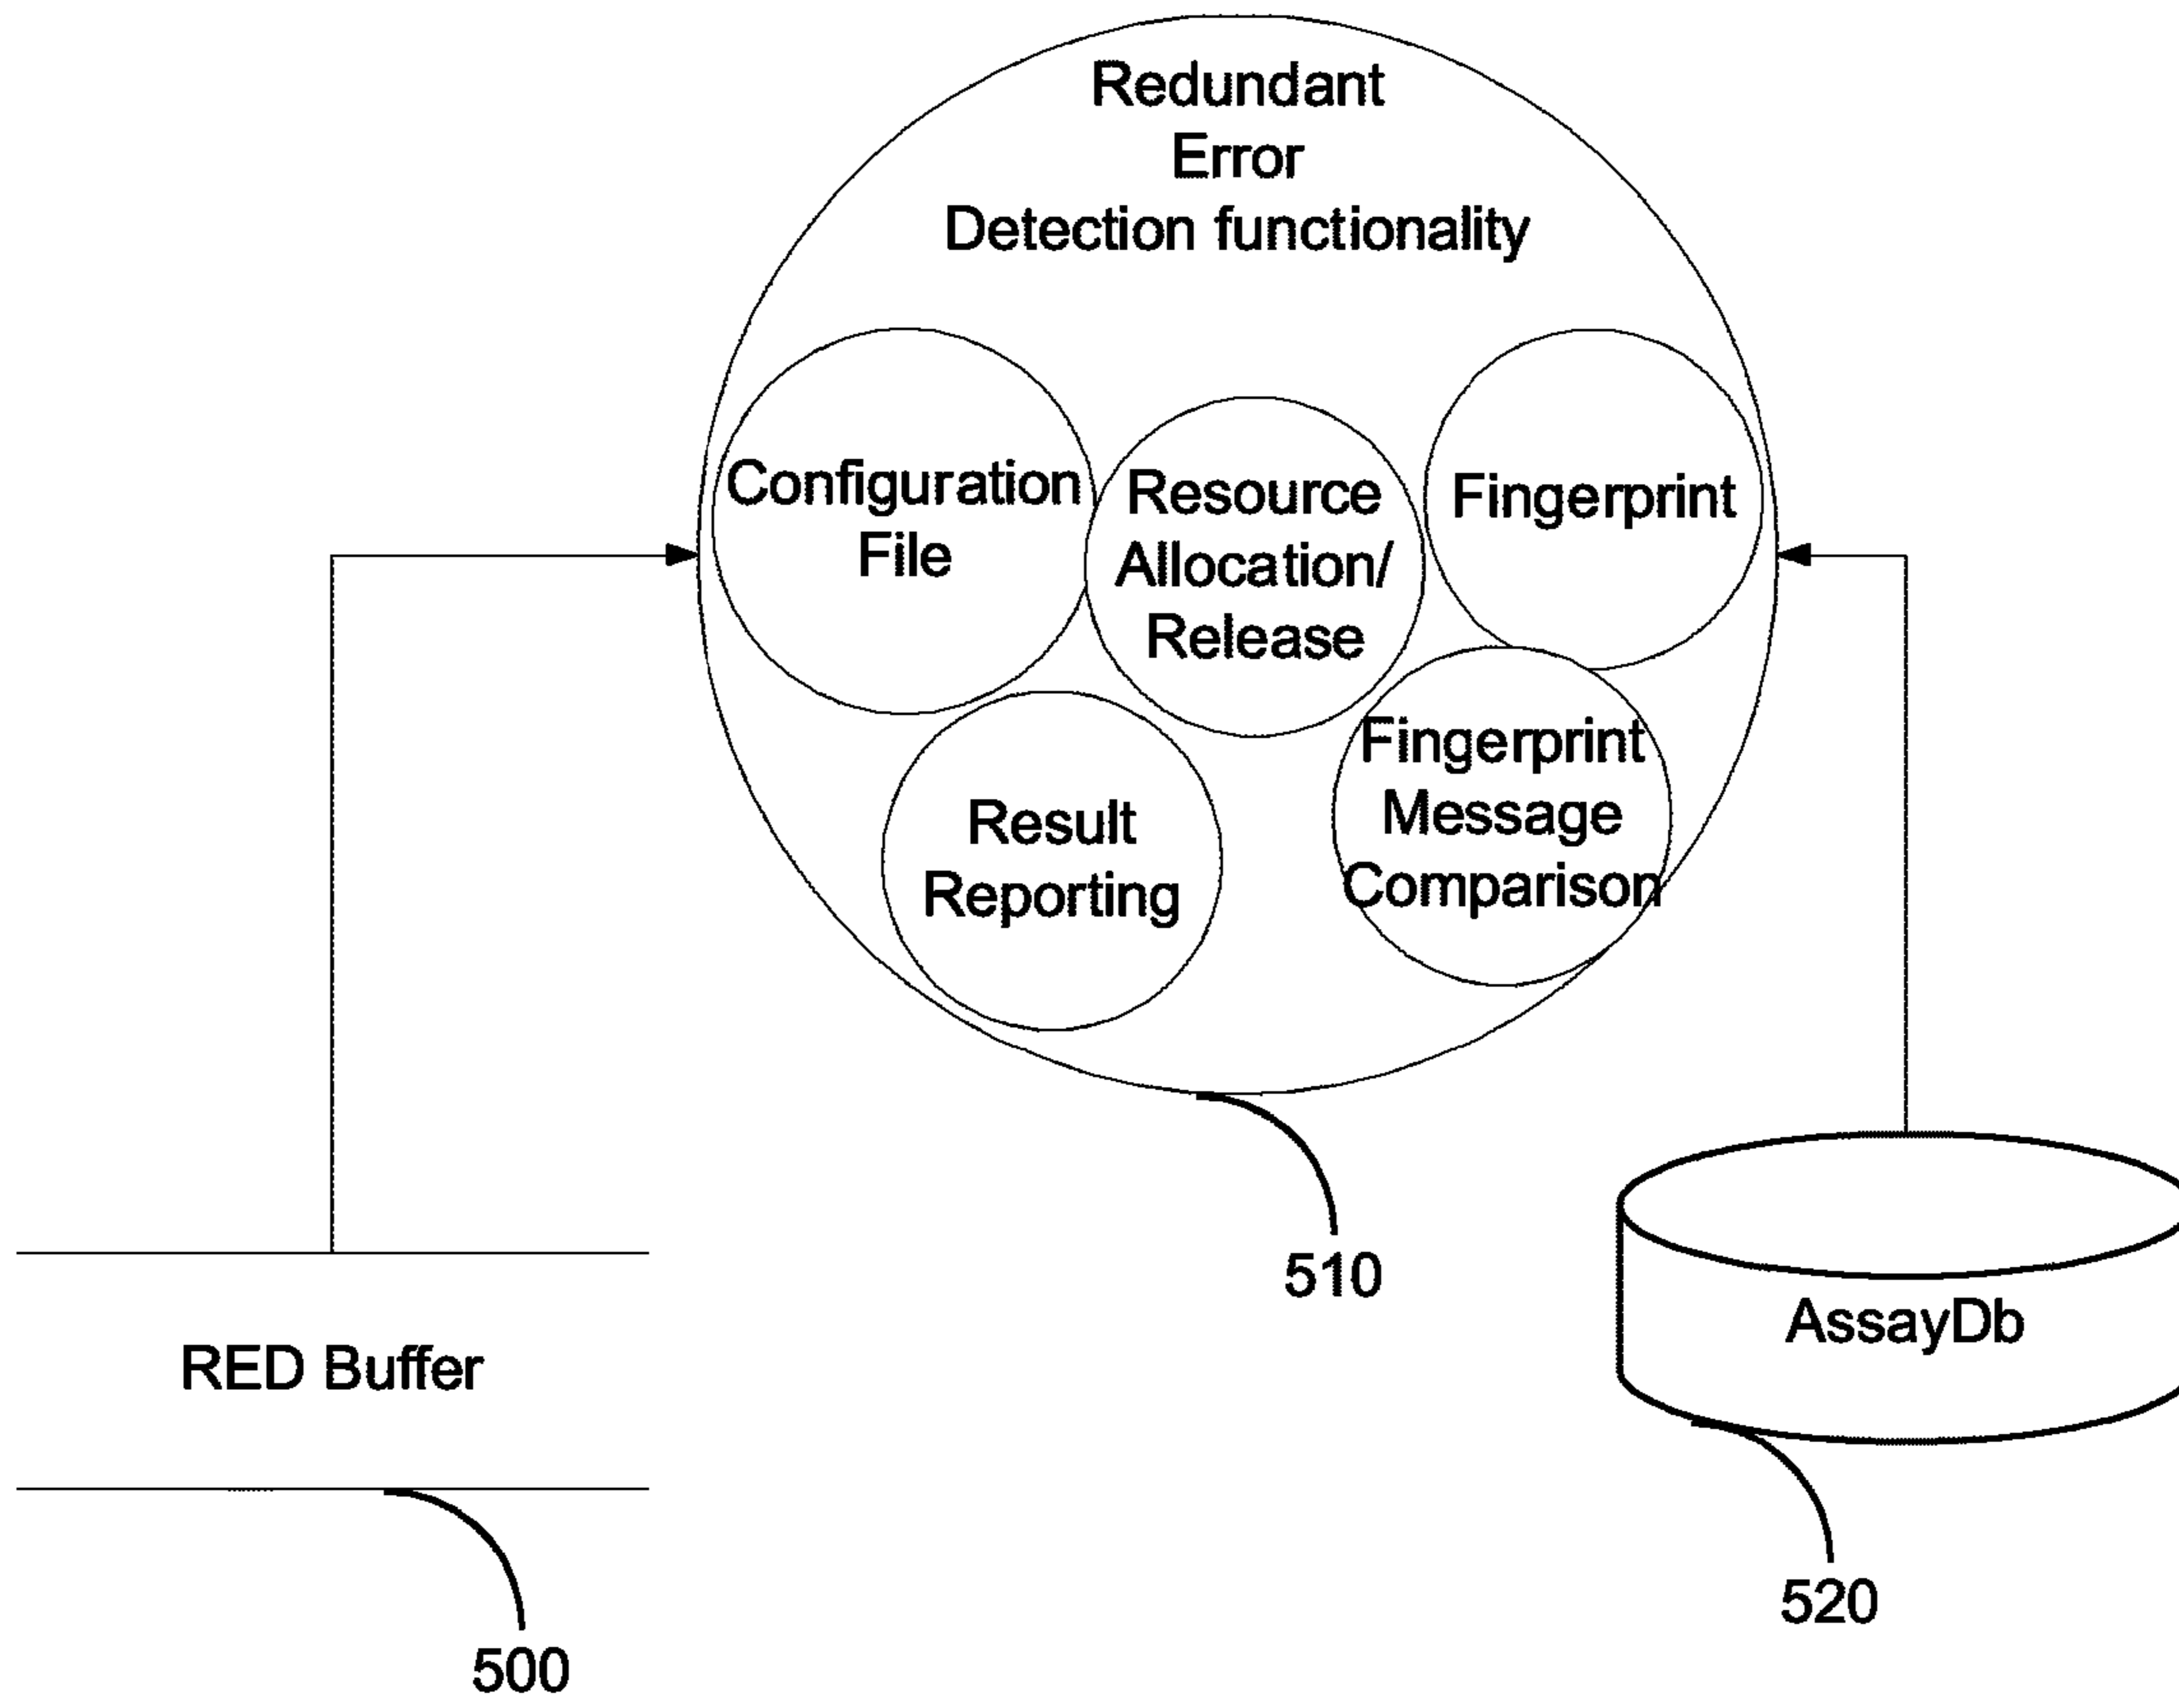 Redundant
Error
Detection functionality
Configuration
File
Resource
Allocation/
Release
Fingerprint
Fingerprint
Message
Comparison
Result
Reporting
510
AssayDb
RED Buffer
520
500